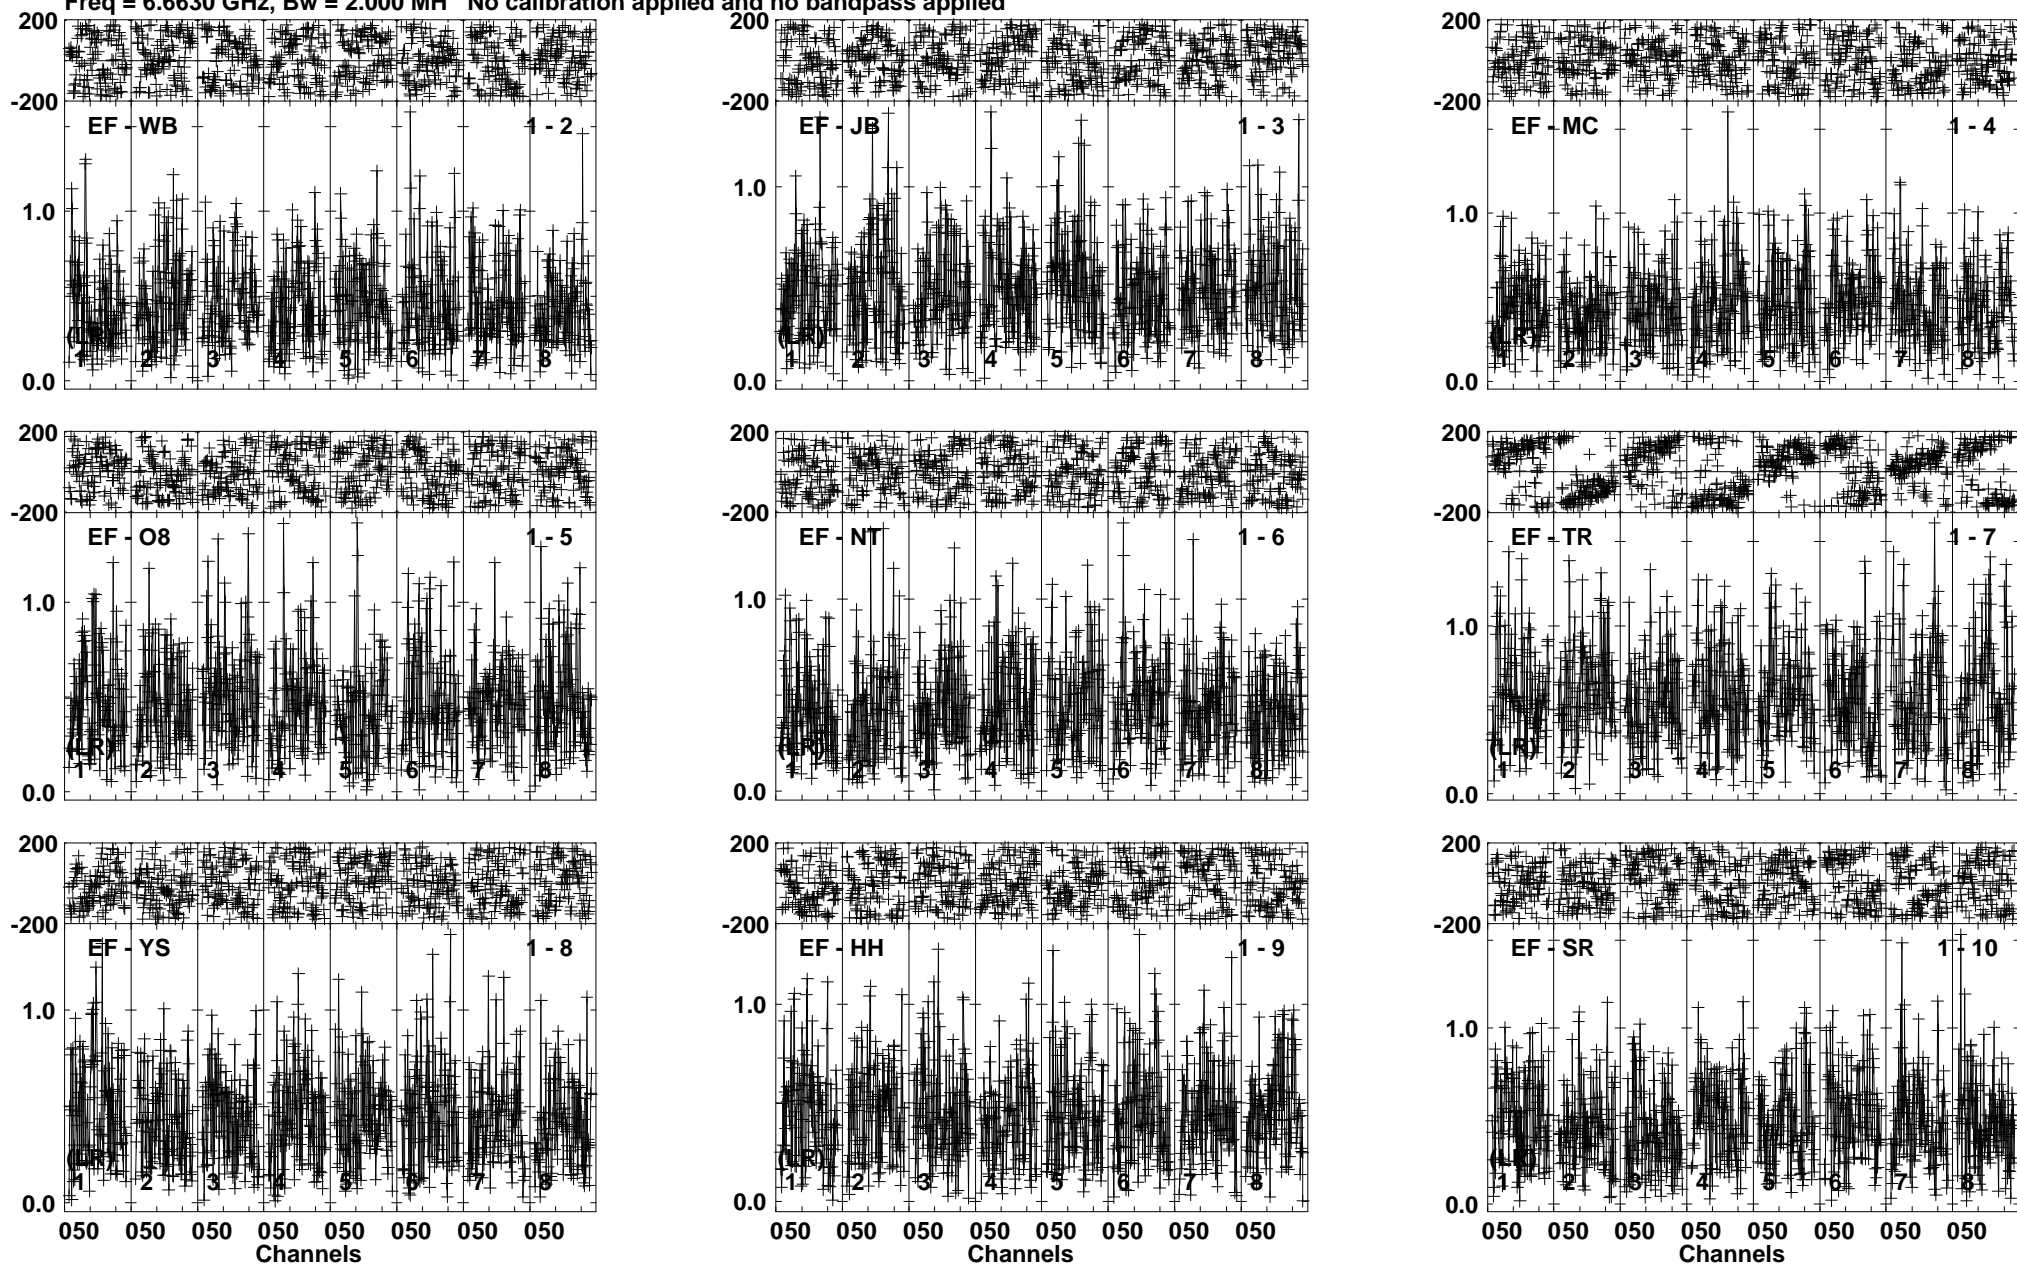 Freq = 6.6630 GHz, Bw = 2.000 MH No calibration applied and no bandpass applied
200
-200
EF - WB 1 - 2
1.0
(LR)
1 2 3 4 5 6 7 8
0.0
200
-200
EF - JB 1 - 3
1.0
(LR)
1 2 3 4 5 6 7 8
0.0
200
-200
EF - MC 1 - 4
1.0
(LR)
1 2 3 4 5 6 7 8
0.0
200
-200
EF - O8 1 - 5
1.0
(LR)
1 2 3 4 5 6 7 8
0.0
200
-200
EF - NT 1 - 6
1.0
(LR)
1 2 3 4 5 6 7 8
0.0
200
-200
EF - TR 1 - 7
1.0
(LR)
1 2 3 4 5 6 7 8
0.0
200
-200
EF - YS 1 - 8
1.0
(LR)
1 2 3 4 5 6 7 8
0.0
050 050 050 050 050 050 050 050
Channels
200
-200
EF - HH 1 - 9
1.0
(LR)
1 2 3 4 5 6 7 8
0.0
050 050 050 050 050 050 050 050
Channels
200
-200
EF - SR 1 - 10
1.0
(LR)
1 2 3 4 5 6 7 8
0.0
050 050 050 050 050 050 050 050
Channels